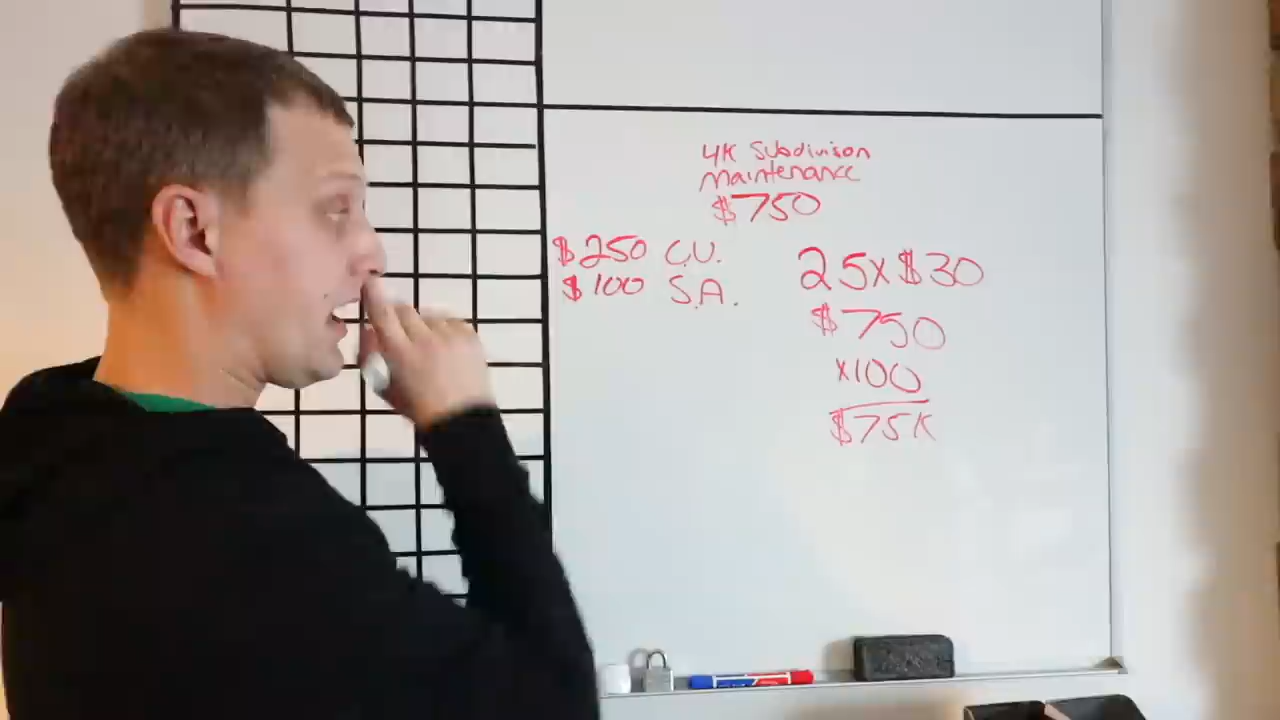 4K Subdivison
Maintenance
$750
$250 C.U.
$100 S.A.
25x$30
$750
x100
$75K